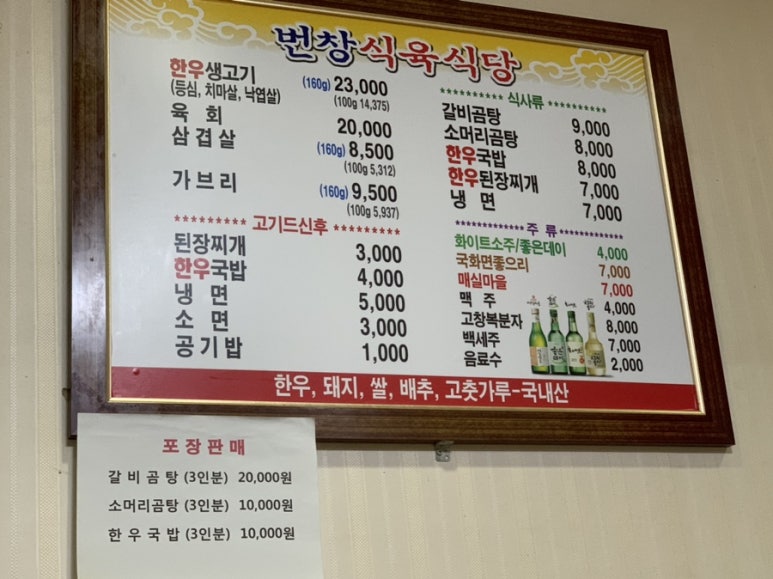 번창식육식당
한우생고기 (160g) 23,000
(등심, 치마살, 낙엽살) (100g 14,375)
육 회 20,000
삼겹살 (160g) 8,500
(100g 5,312)
가브리 (160g) 9,500
(100g 5,937)
********* 고기드신후 *********
된장찌개 3,000
한우국밥 4,000
냉 면 5,000
소 면 3,000
공기밥 1,000
********** 식사류 **********
갈비곰탕 9,000
소머리곰탕 8,000
한우국밥 8,000
한우된장찌개 7,000
냉 면 7,000
************* 주 류 *************
화이트소주/좋은데이 4,000
국화면좋으리 7,000
매실마을 7,000
맥 주 4,000
고창복분자 8,000
백세주 7,000
음료수 2,000
한우, 돼지, 쌀, 배추, 고춧가루-국내산
포장판매
갈비곰탕 (3인분) 20,000원
소머리곰탕 (3인분) 10,000원
한우국밥 (3인분) 10,000원